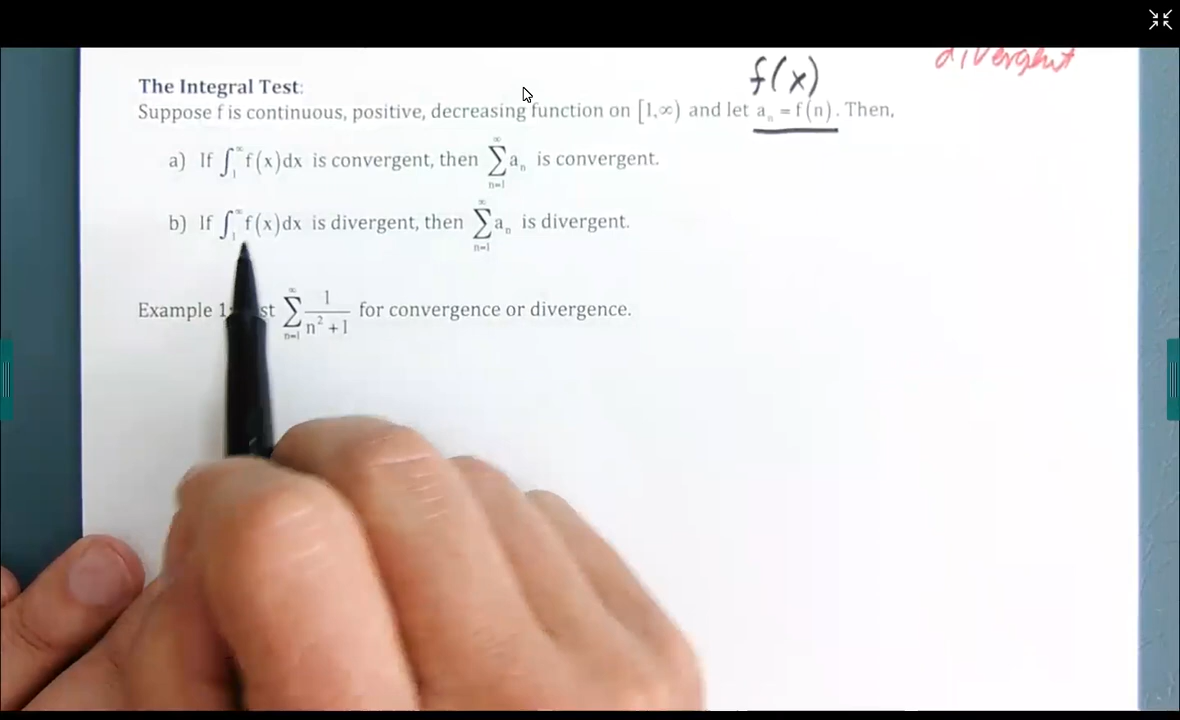 divergent
f(x)
The Integral Test:
Suppose f is continuous, positive, decreasing function on [1,∞) and let aₙ = f(n). Then,
a) If ∫₁^∞ f(x)dx is convergent, then ∑_{n=1}^∞ aₙ is convergent.
b) If ∫₁^∞ f(x)dx is divergent, then ∑_{n=1}^∞ aₙ is divergent.
Example 1 st ∑_{n=1}^∞ 1/(n²+1) for convergence or divergence.